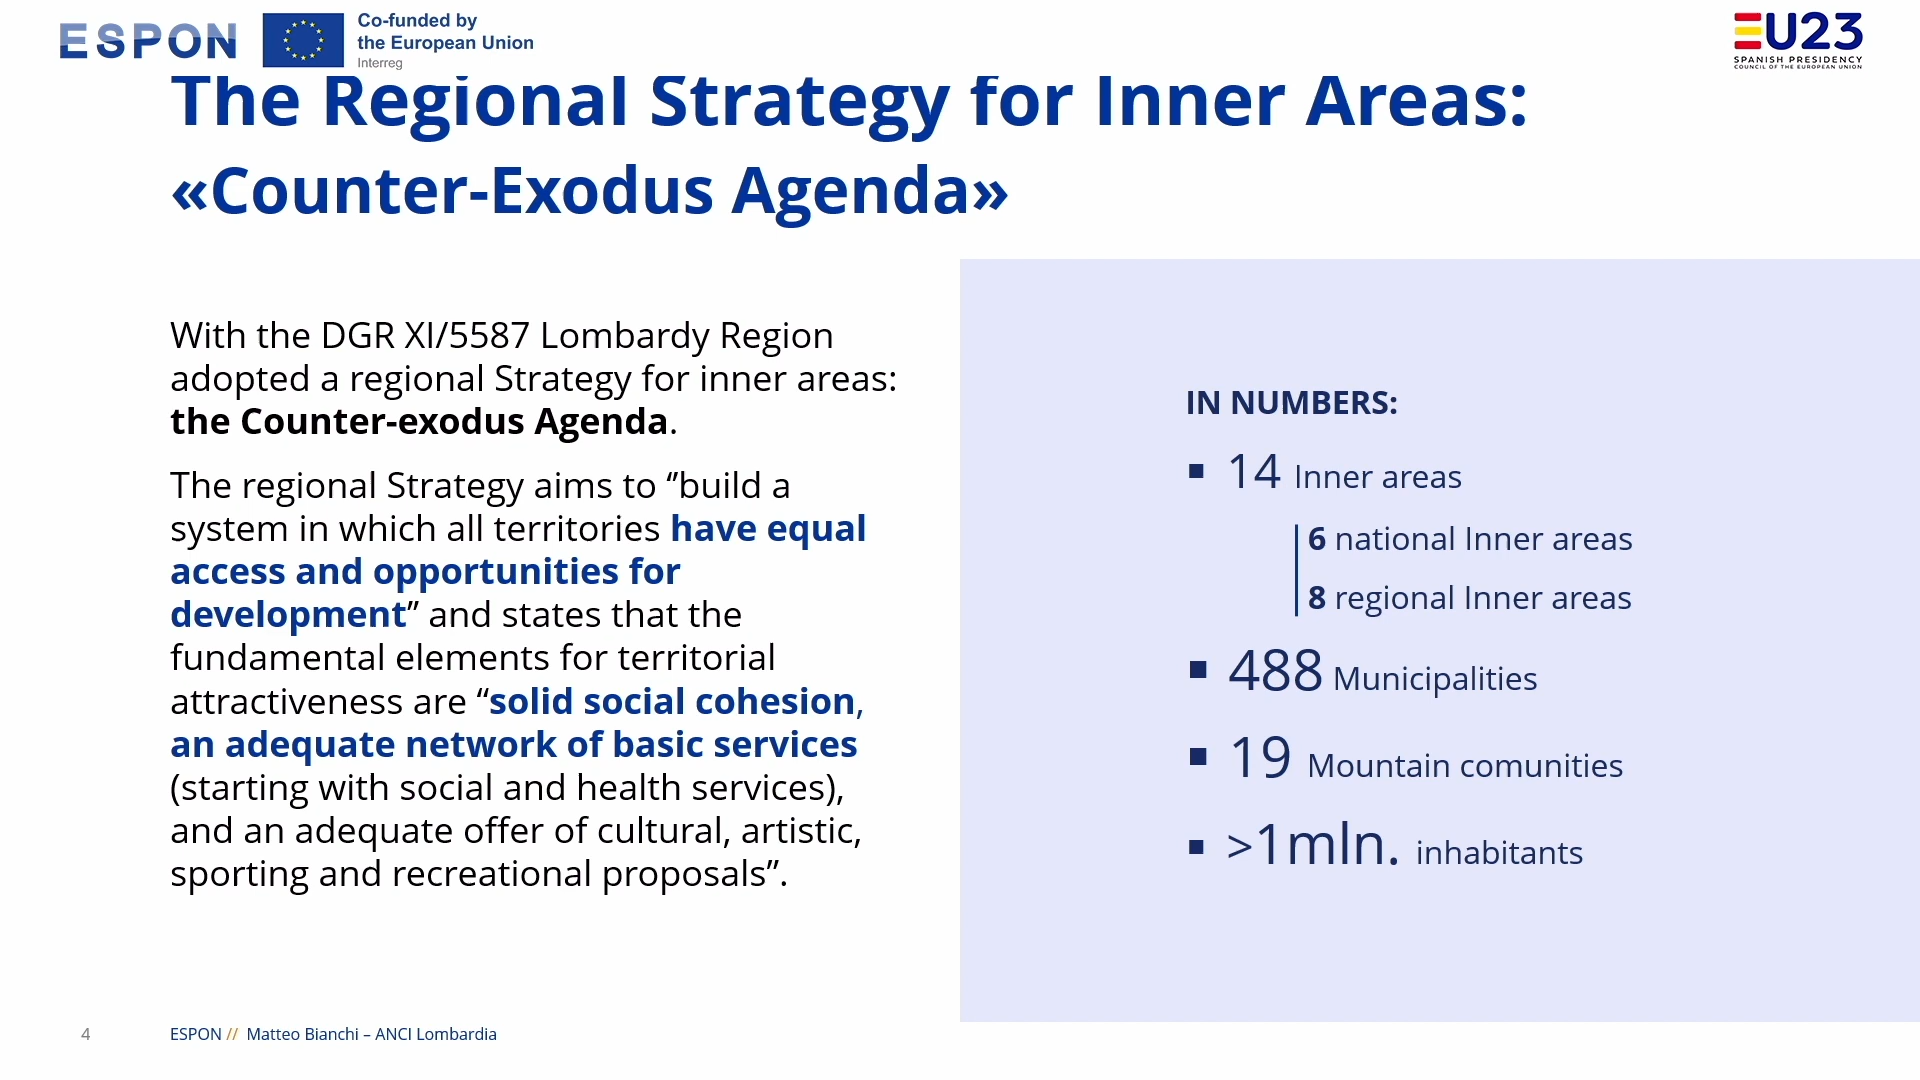 ESPON
Co-funded by
the European Union
Interreg
EU23
SPANISH PRESIDENCY
COUNCIL OF THE EUROPEAN UNION
The Regional Strategy for Inner Areas:
«Counter-Exodus Agenda»
With the DGR XI/5587 Lombardy Region
adopted a regional Strategy for inner areas:
the Counter-exodus Agenda.
The regional Strategy aims to ‟build a
system in which all territories have equal
access and opportunities for
development” and states that the
fundamental elements for territorial
attractiveness are “solid social cohesion,
an adequate network of basic services
(starting with social and health services),
and an adequate offer of cultural, artistic,
sporting and recreational proposals”.
IN NUMBERS:
▪ 14 Inner areas
6 national Inner areas
8 regional Inner areas
▪ 488 Municipalities
▪ 19 Mountain comunities
▪ >1mln. inhabitants
4
ESPON // Matteo Bianchi – ANCI Lombardia